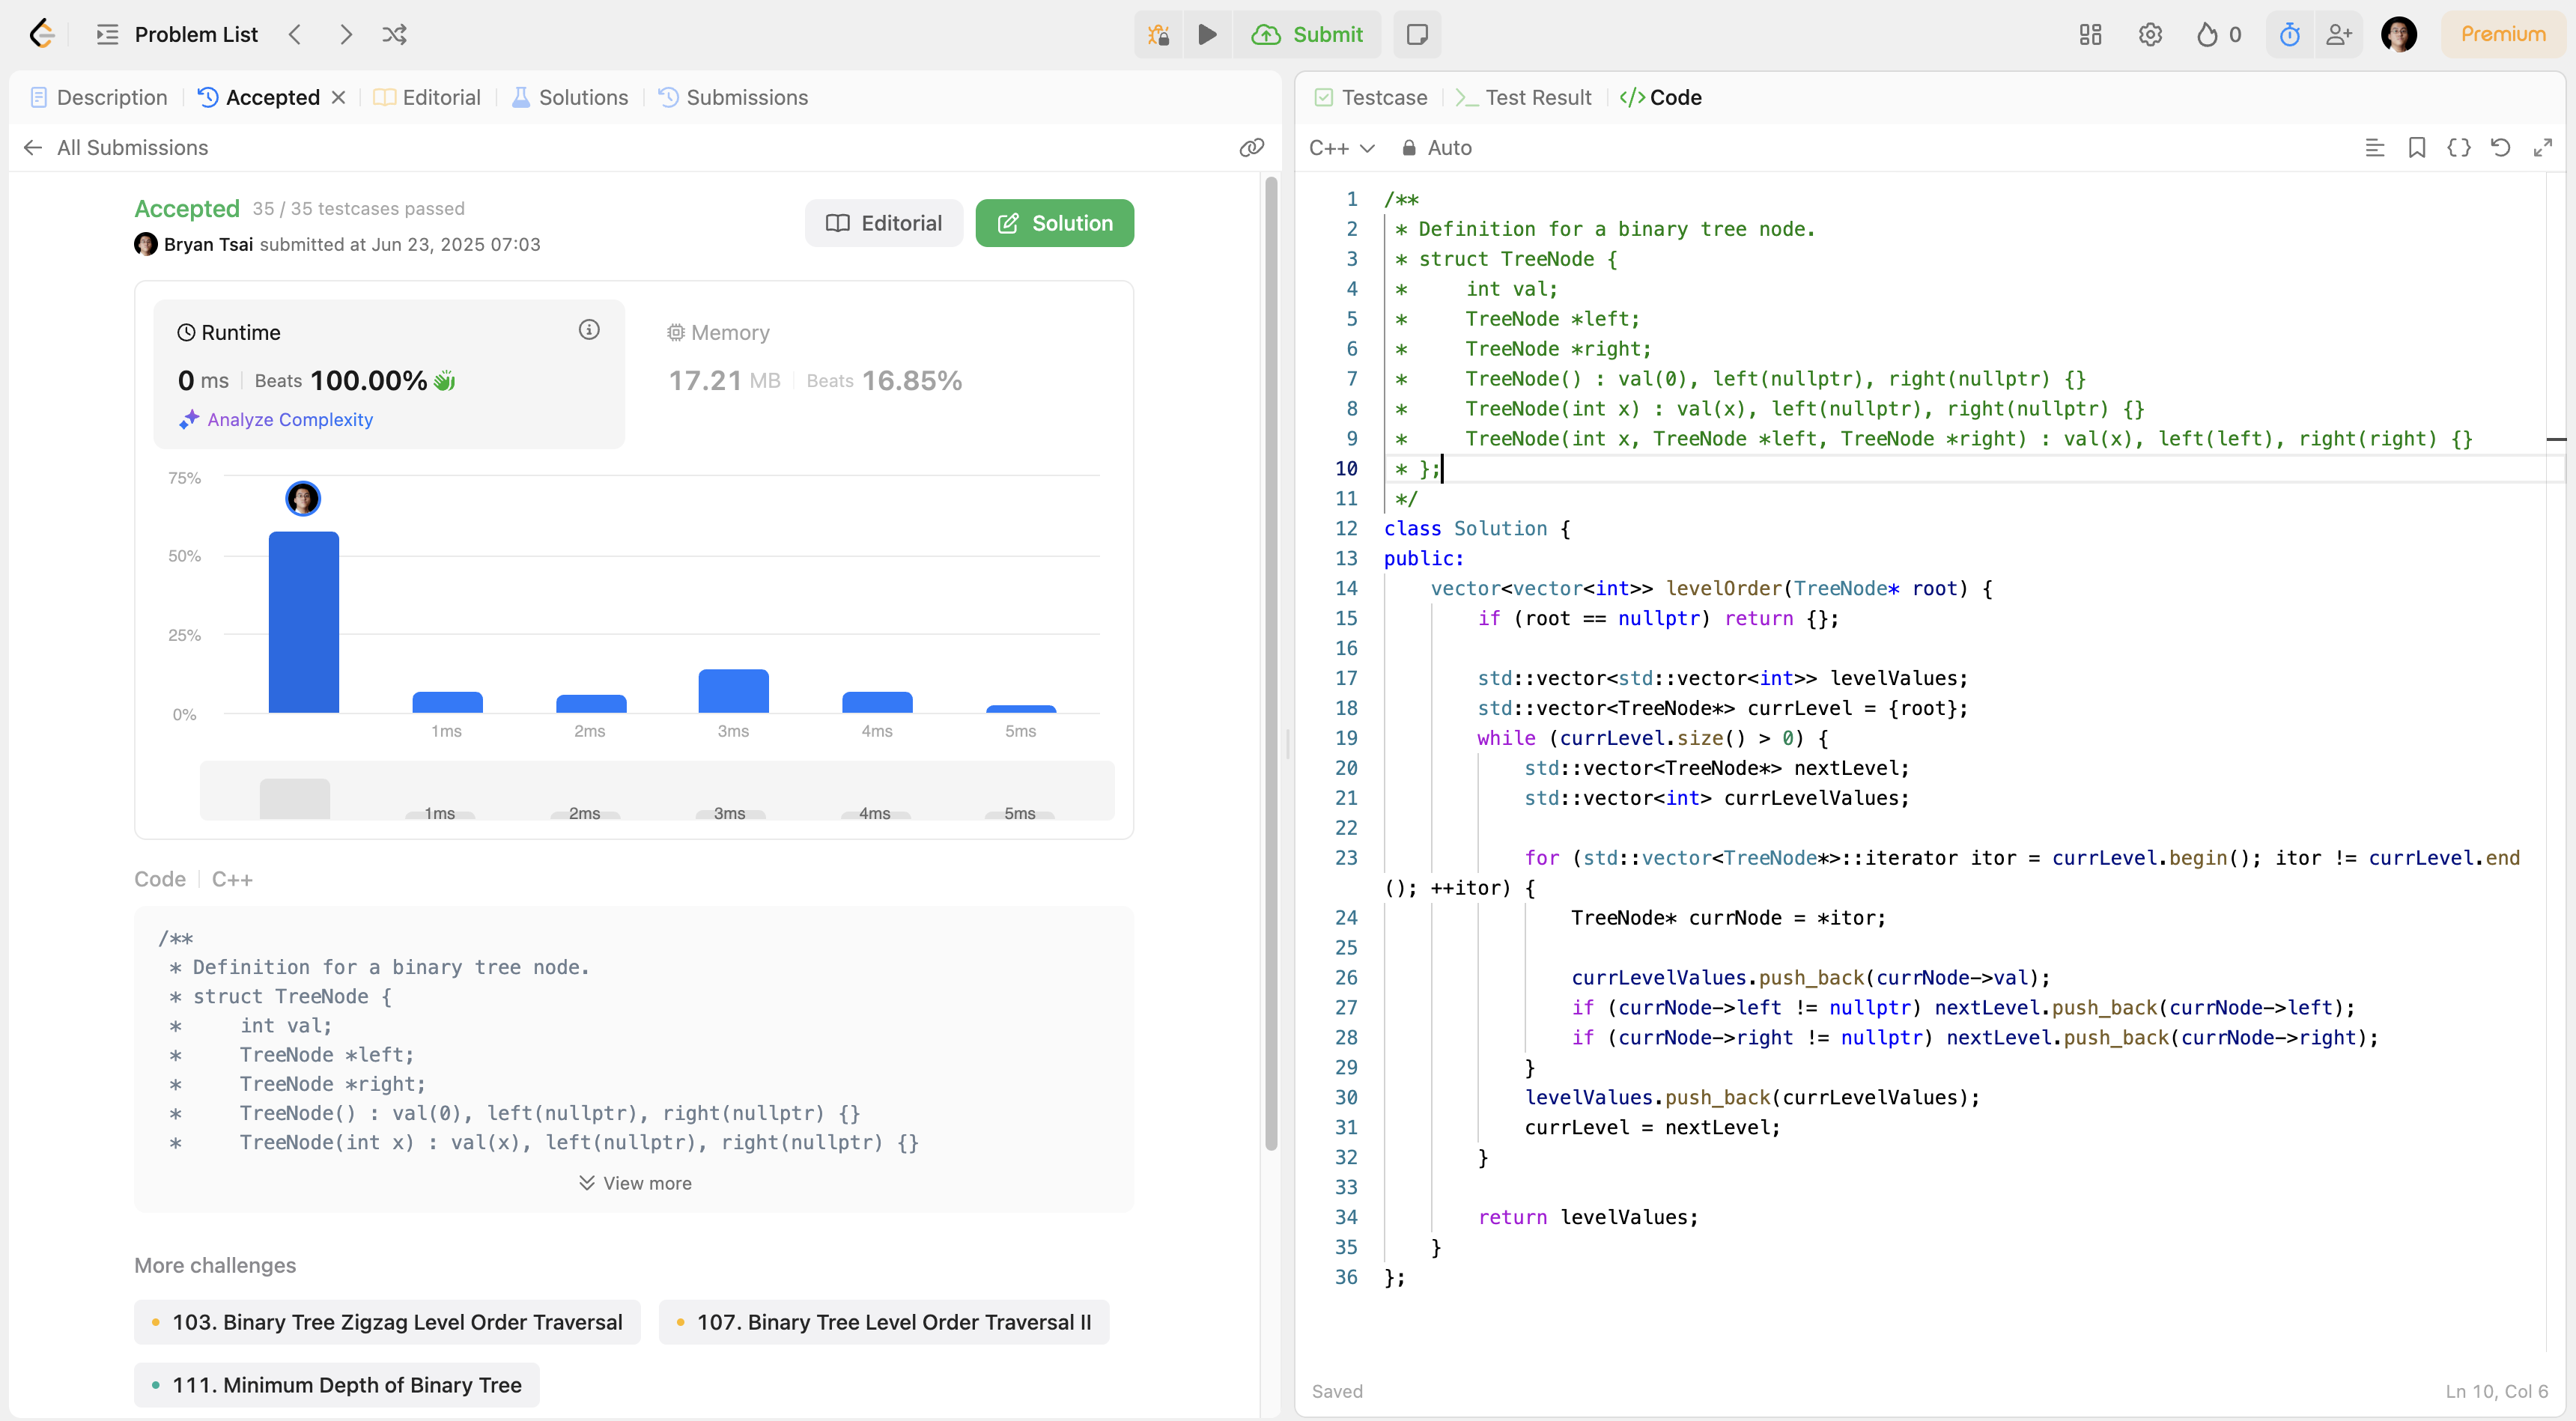 Problem List
Submit
0
Premium
Description
Accepted
Editorial
Solutions
Submissions
All Submissions
Accepted 35 / 35 testcases passed
Bryan Tsai submitted at Jun 23, 2025 07:03
Editorial
Solution
Runtime
0 ms Beats 100.00%
Analyze Complexity
Memory
17.21 MB Beats 16.85%
75%
50%
25%
0%
1ms 2ms 3ms 4ms 5ms
1ms 2ms 3ms 4ms 5ms
Code C++
/**
 * Definition for a binary tree node.
 * struct TreeNode {
 *     int val;
 *     TreeNode *left;
 *     TreeNode *right;
 *     TreeNode() : val(0), left(nullptr), right(nullptr) {}
 *     TreeNode(int x) : val(x), left(nullptr), right(nullptr) {}
View more
More challenges
103. Binary Tree Zigzag Level Order Traversal
107. Binary Tree Level Order Traversal II
111. Minimum Depth of Binary Tree
Testcase
Test Result
</> Code
C++
Auto
1 /**
2  * Definition for a binary tree node.
3  * struct TreeNode {
4  *     int val;
5  *     TreeNode *left;
6  *     TreeNode *right;
7  *     TreeNode() : val(0), left(nullptr), right(nullptr) {}
8  *     TreeNode(int x) : val(x), left(nullptr), right(nullptr) {}
9  *     TreeNode(int x, TreeNode *left, TreeNode *right) : val(x), left(left), right(right) {}
10  * };
11  */
12 class Solution {
13 public:
14     vector<vector<int>> levelOrder(TreeNode* root) {
15         if (root == nullptr) return {};
16
17         std::vector<std::vector<int>> levelValues;
18         std::vector<TreeNode*> currLevel = {root};
19         while (currLevel.size() > 0) {
20             std::vector<TreeNode*> nextLevel;
21             std::vector<int> currLevelValues;
22
23             for (std::vector<TreeNode*>::iterator itor = currLevel.begin(); itor != currLevel.end
(); ++itor) {
24                 TreeNode* currNode = *itor;
25
26                 currLevelValues.push_back(currNode->val);
27                 if (currNode->left != nullptr) nextLevel.push_back(currNode->left);
28                 if (currNode->right != nullptr) nextLevel.push_back(currNode->right);
29             }
30             levelValues.push_back(currLevelValues);
31             currLevel = nextLevel;
32         }
33
34         return levelValues;
35     }
36 };
Saved
Ln 10, Col 6